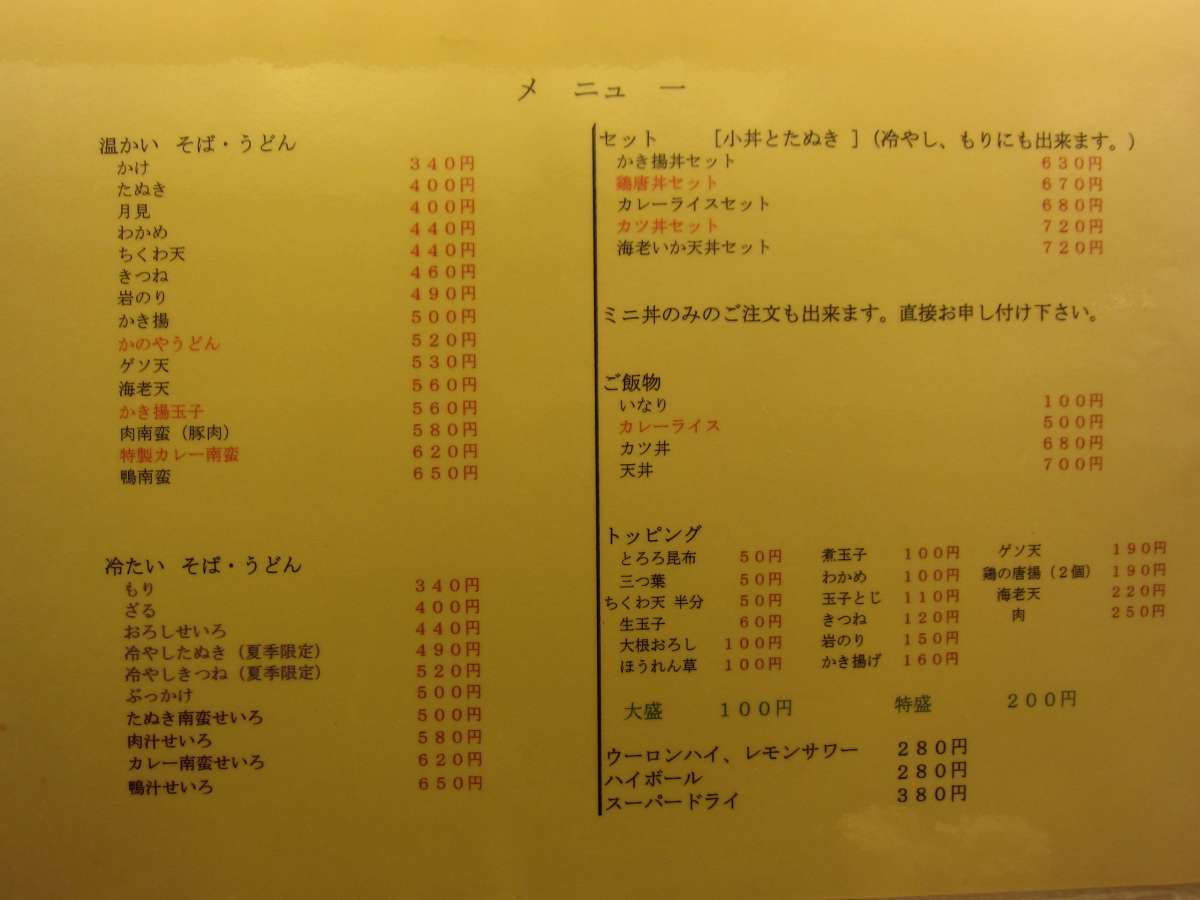 メ ニュ ー
温かい そば・うどん
かけ 340円
たぬき 400円
月見 400円
わかめ 440円
ちくわ天 440円
きつね 460円
岩のり 490円
かき揚 500円
かのやうどん 520円
ゲソ天 530円
海老天 560円
かき揚玉子 560円
肉南蛮（豚肉） 580円
特製カレー南蛮 620円
鴨南蛮 650円
冷たい そば・うどん
もり 340円
ざる 400円
おろしせいろ 440円
冷やしたぬき（夏季限定） 490円
冷やしきつね（夏季限定） 520円
ぶっかけ 500円
たぬき南蛮せいろ 500円
肉汁せいろ 580円
カレー南蛮せいろ 620円
鴨汁せいろ 650円
セット ［小丼とたぬき ］（冷やし、もりにも出来ます。）
かき揚丼セット 630円
鶏唐丼セット 670円
カレーライスセット 680円
カツ丼セット 720円
海老いか天丼セット 720円
ミニ丼のみのご注文も出来ます。直接お申し付け下さい。
ご飯物
いなり 100円
カレーライス 500円
カツ丼 680円
天丼 700円
トッピング
とろろ昆布 50円 煮玉子 100円 ゲソ天 190円
三つ葉 50円 わかめ 100円 鶏の唐揚（2個） 190円
ちくわ天 半分 50円 玉子とじ 110円 海老天 220円
生玉子 60円 きつね 120円 肉 250円
大根おろし 100円 岩のり 150円
ほうれん草 100円 かき揚げ 160円
大盛 100円 特盛 200円
ウーロンハイ、レモンサワー 280円
ハイボール 280円
スーパードライ 380円